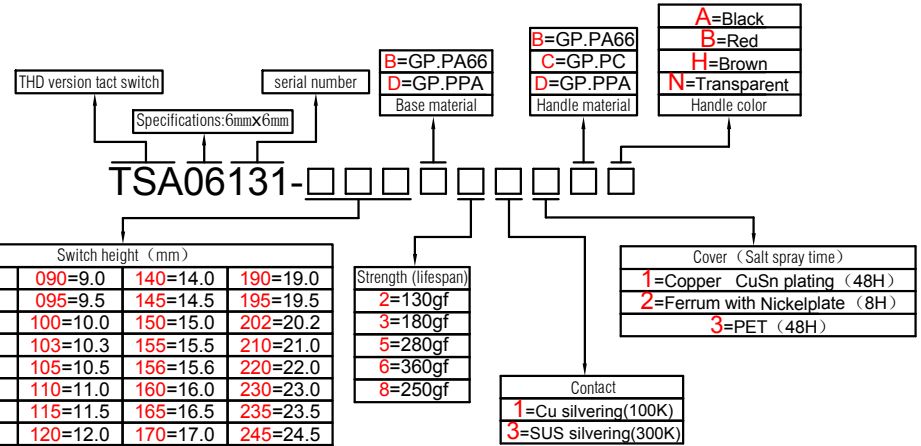 A=Black
B=Red
H=Brown
N=Transparent
Handle color
B=GP.PA66
C=GP.PC
D=GP.PPA
Handle material
B=GP.PA66
D=GP.PPA
Base material
THD version tact switch
serial number
Specifications:6mmX6mm
TSA06131-□□□□□□□□□
Switch height（mm）
090=9.0 140=14.0 190=19.0
095=9.5 145=14.5 195=19.5
100=10.0 150=15.0 202=20.2
103=10.3 155=15.5 210=21.0
105=10.5 156=15.6 220=22.0
110=11.0 160=16.0 230=23.0
115=11.5 165=16.5 235=23.5
120=12.0 170=17.0 245=24.5
Strength (lifespan)
2=130gf
3=180gf
5=280gf
6=360gf
8=250gf
Contact
1=Cu silvering(100K)
3=SUS silvering(300K)
Cover（Salt spray time）
1=Copper CuSn plating（48H）
2=Ferrum with Nickelplate（8H）
3=PET（48H）